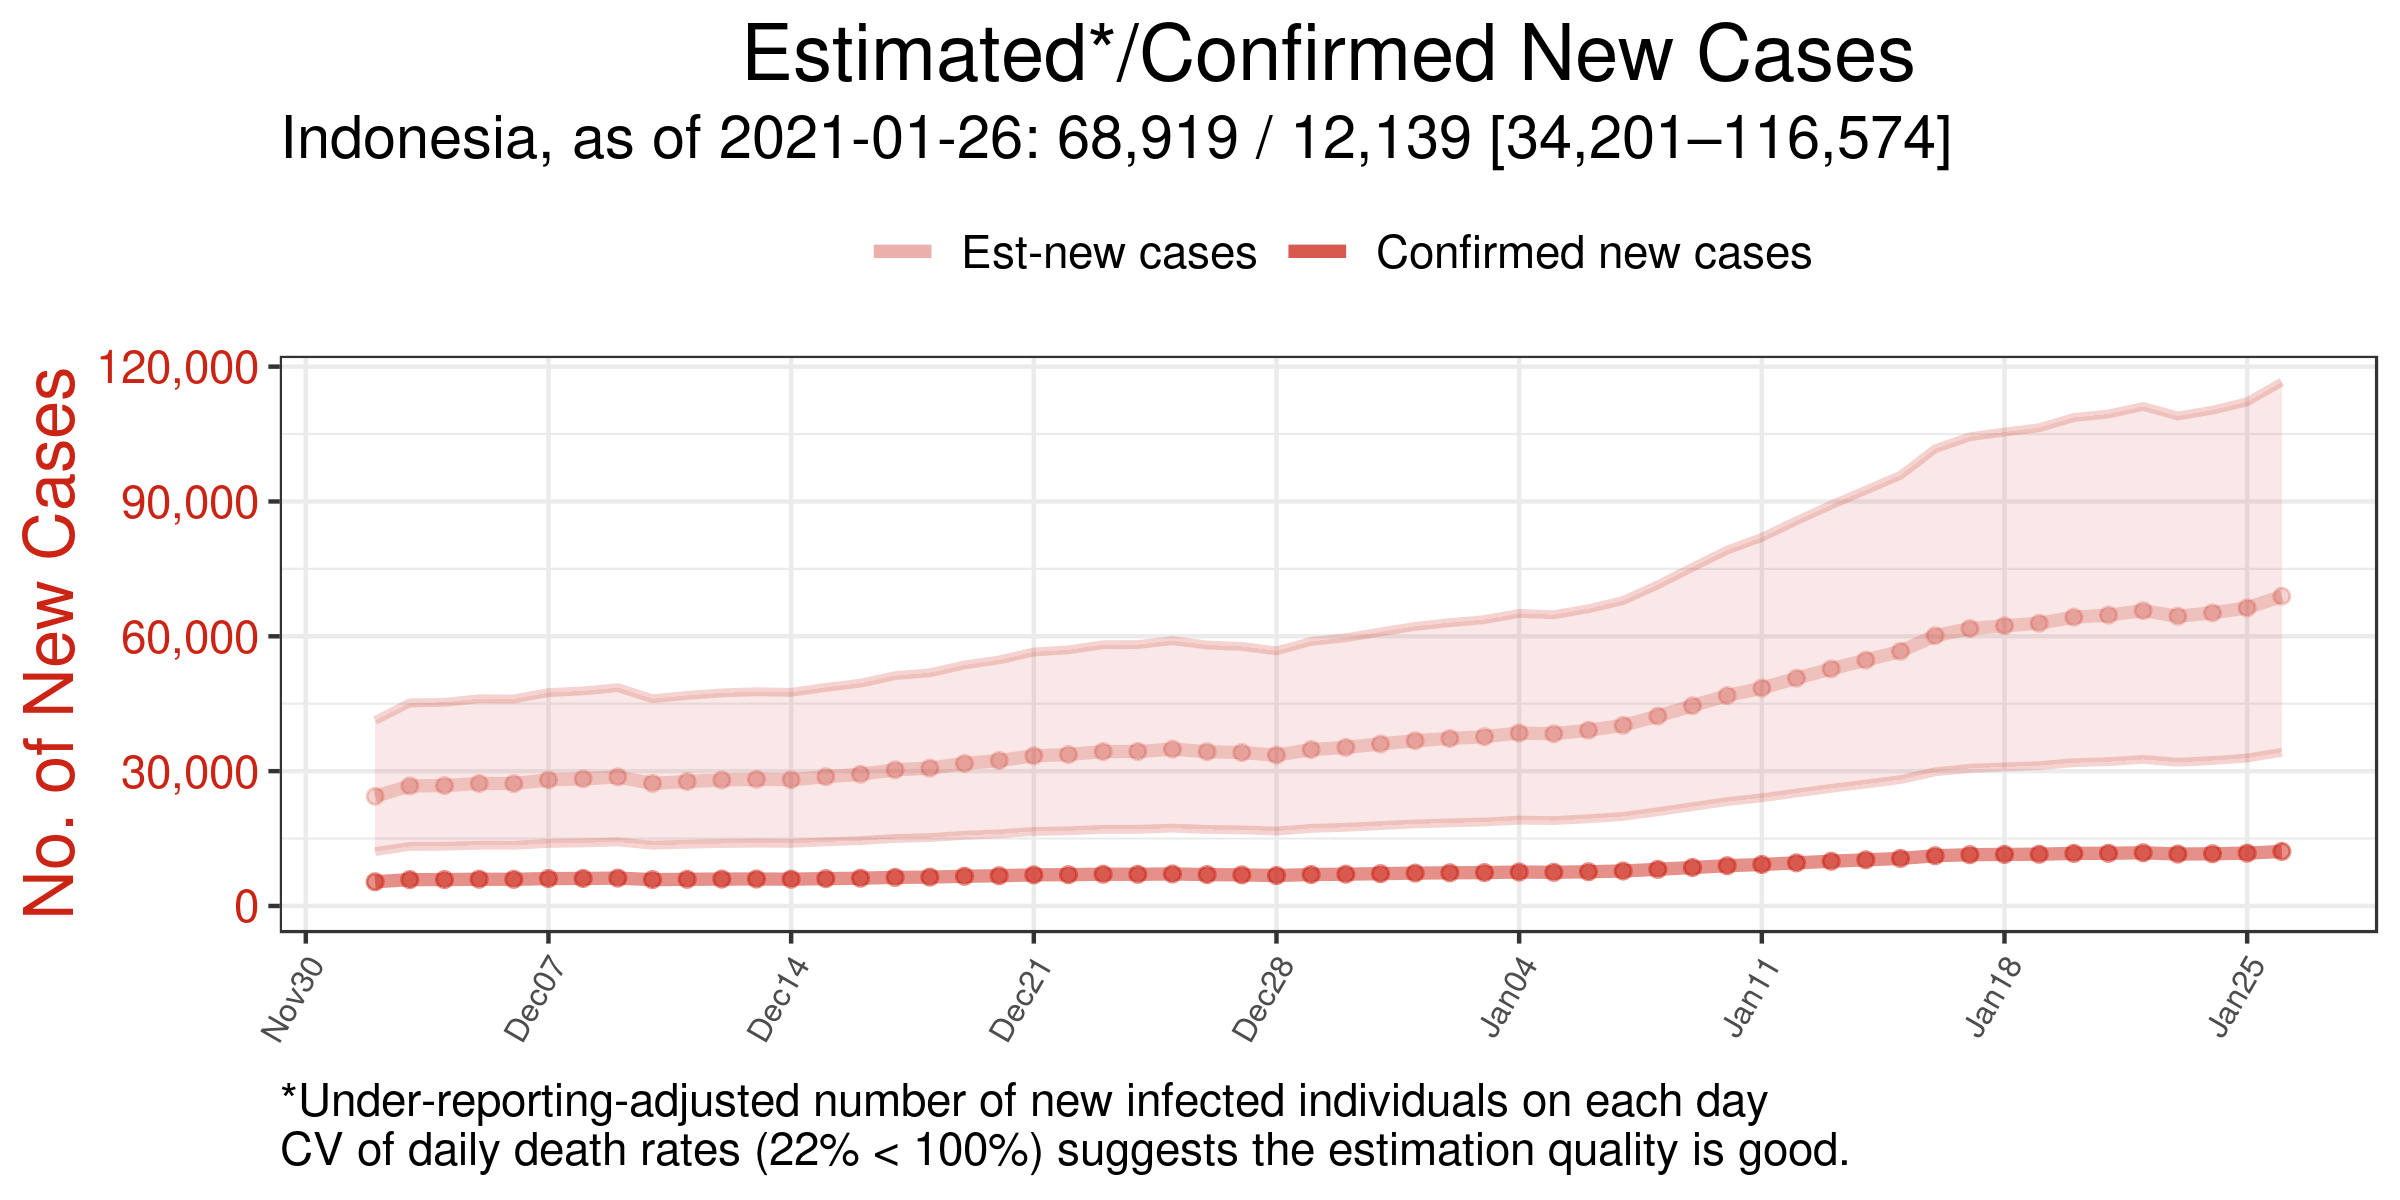 Estimated*/Confirmed New Cases
Indonesia, as of 2021-01-26: 68,919 / 12,139 [34,201–116,574]
Est-new cases Confirmed new cases
No. of New Cases
120,000
90,000
60,000
30,000
0
Nov30 Dec07 Dec14 Dec21 Dec28 Jan04 Jan11 Jan18 Jan25
*Under-reporting-adjusted number of new infected individuals on each day
CV of daily death rates (22% < 100%) suggests the estimation quality is good.